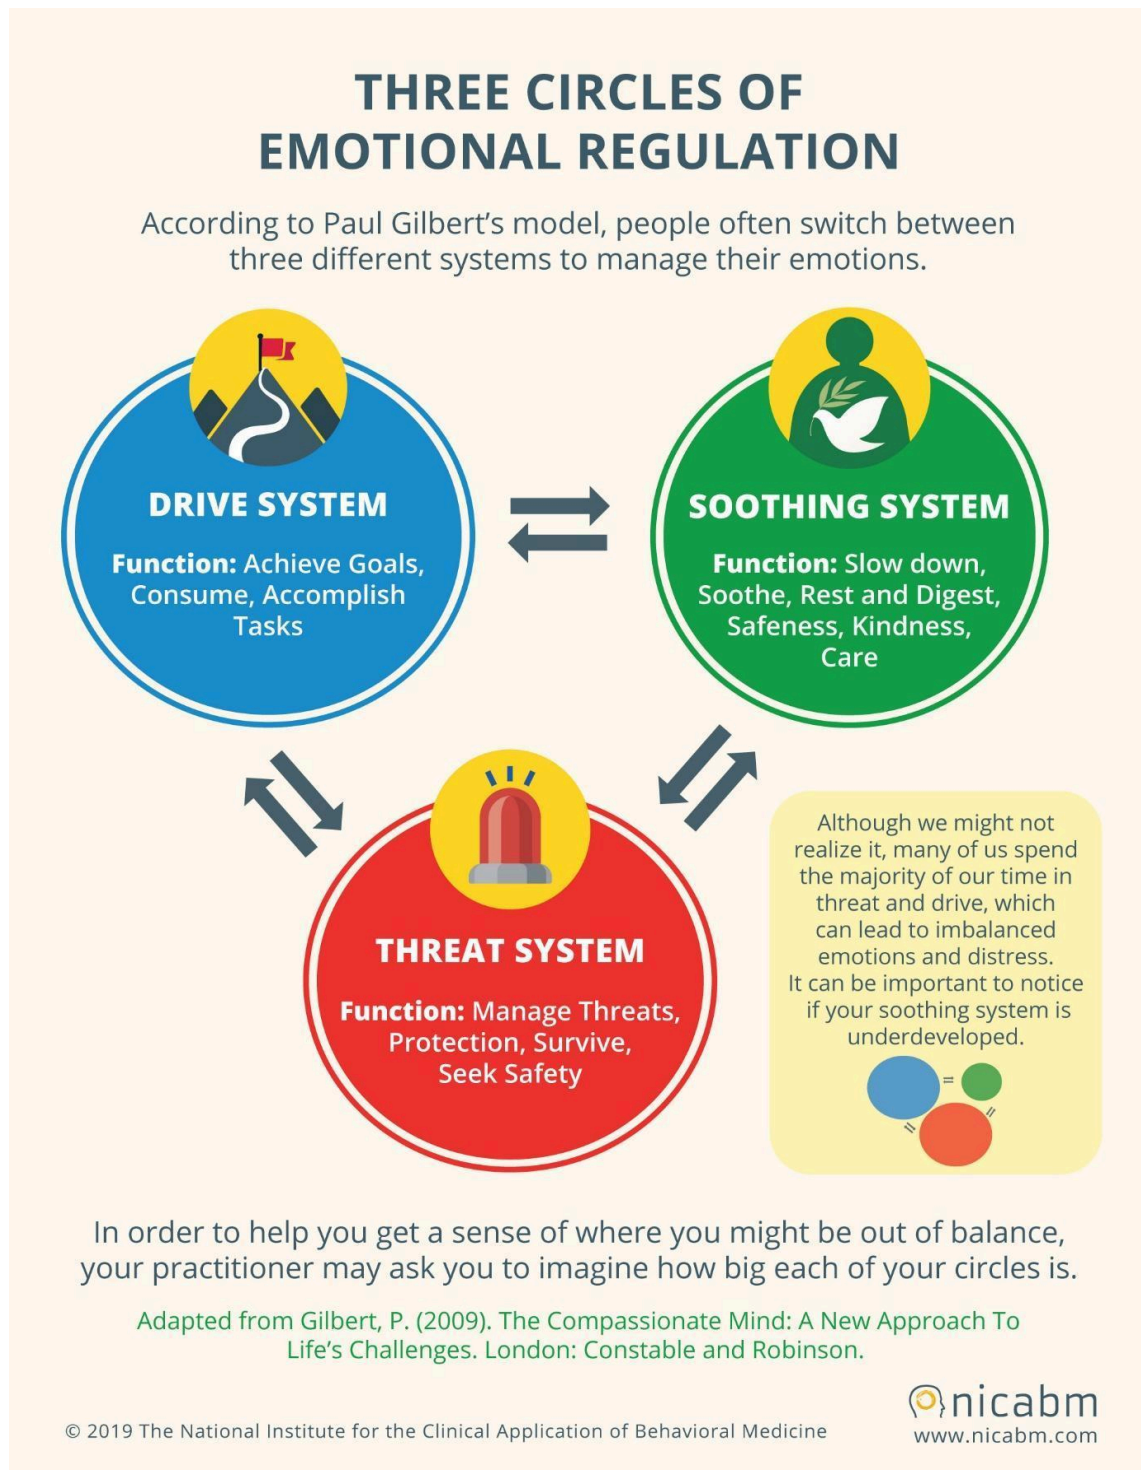 THREE CIRCLES OF
EMOTIONAL REGULATION
According to Paul Gilbert's model, people often switch between
three different systems to manage their emotions.
DRIVE SYSTEM
Function: Achieve Goals,
Consume, Accomplish
Tasks
SOOTHING SYSTEM
Function: Slow down,
Soothe, Rest and Digest,
Safeness, Kindness,
Care
THREAT SYSTEM
Function: Manage Threats,
Protection, Survive,
Seek Safety
Although we might not
realize it, many of us spend
the majority of our time in
threat and drive, which
can lead to imbalanced
emotions and distress.
It can be important to notice
if your soothing system is
underdeveloped.
In order to help you get a sense of where you might be out of balance,
your practitioner may ask you to imagine how big each of your circles is.
Adapted from Gilbert, P. (2009). The Compassionate Mind: A New Approach To
Life's Challenges. London: Constable and Robinson.
© 2019 The National Institute for the Clinical Application of Behavioral Medicine
nicabm
www.nicabm.com